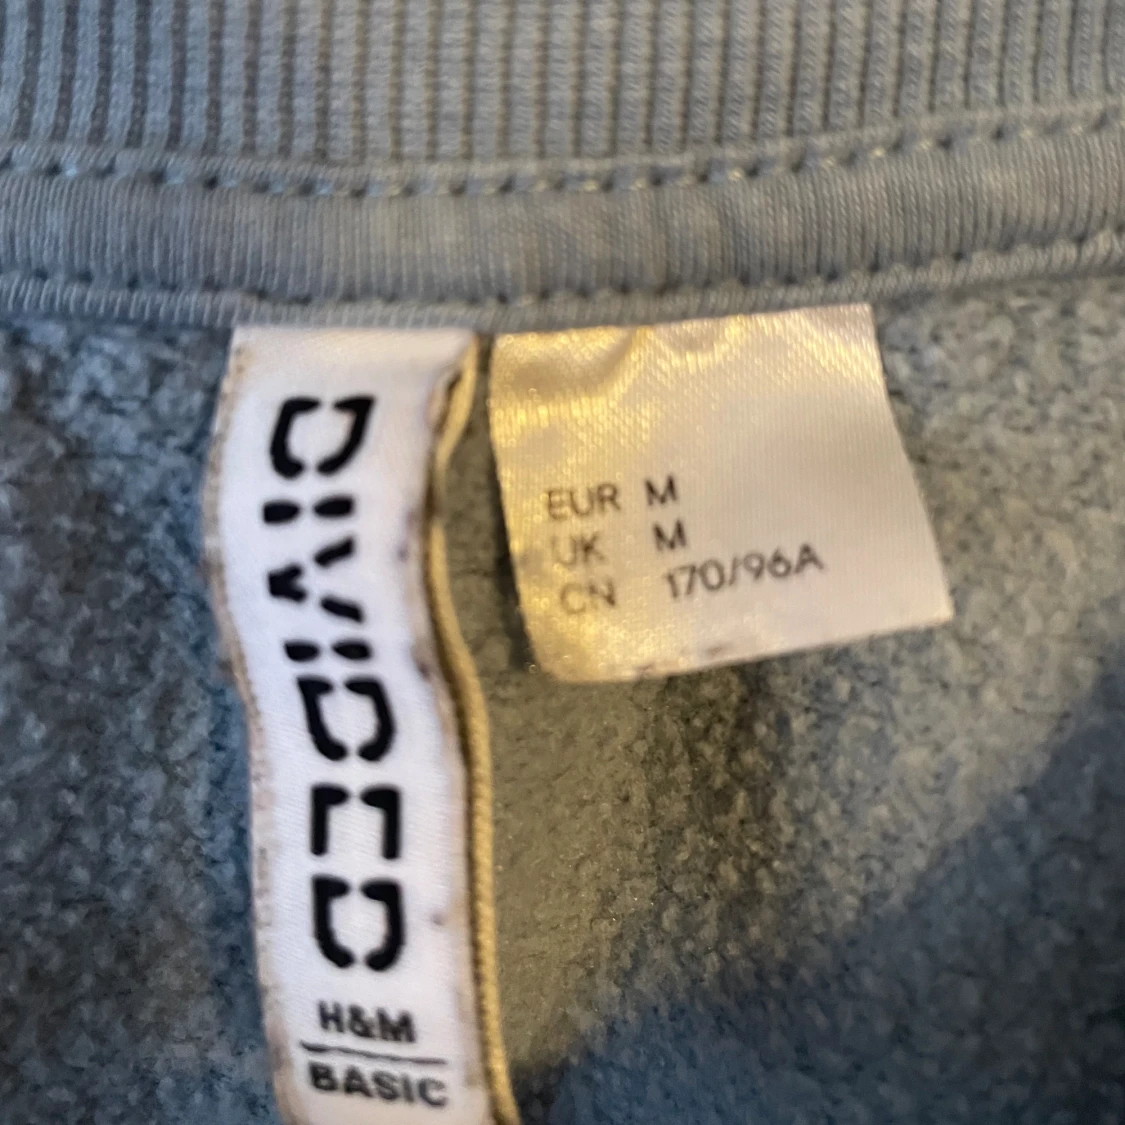 DIVIDED
H&M
BASIC
EUR M
UK M
CN 170/96A